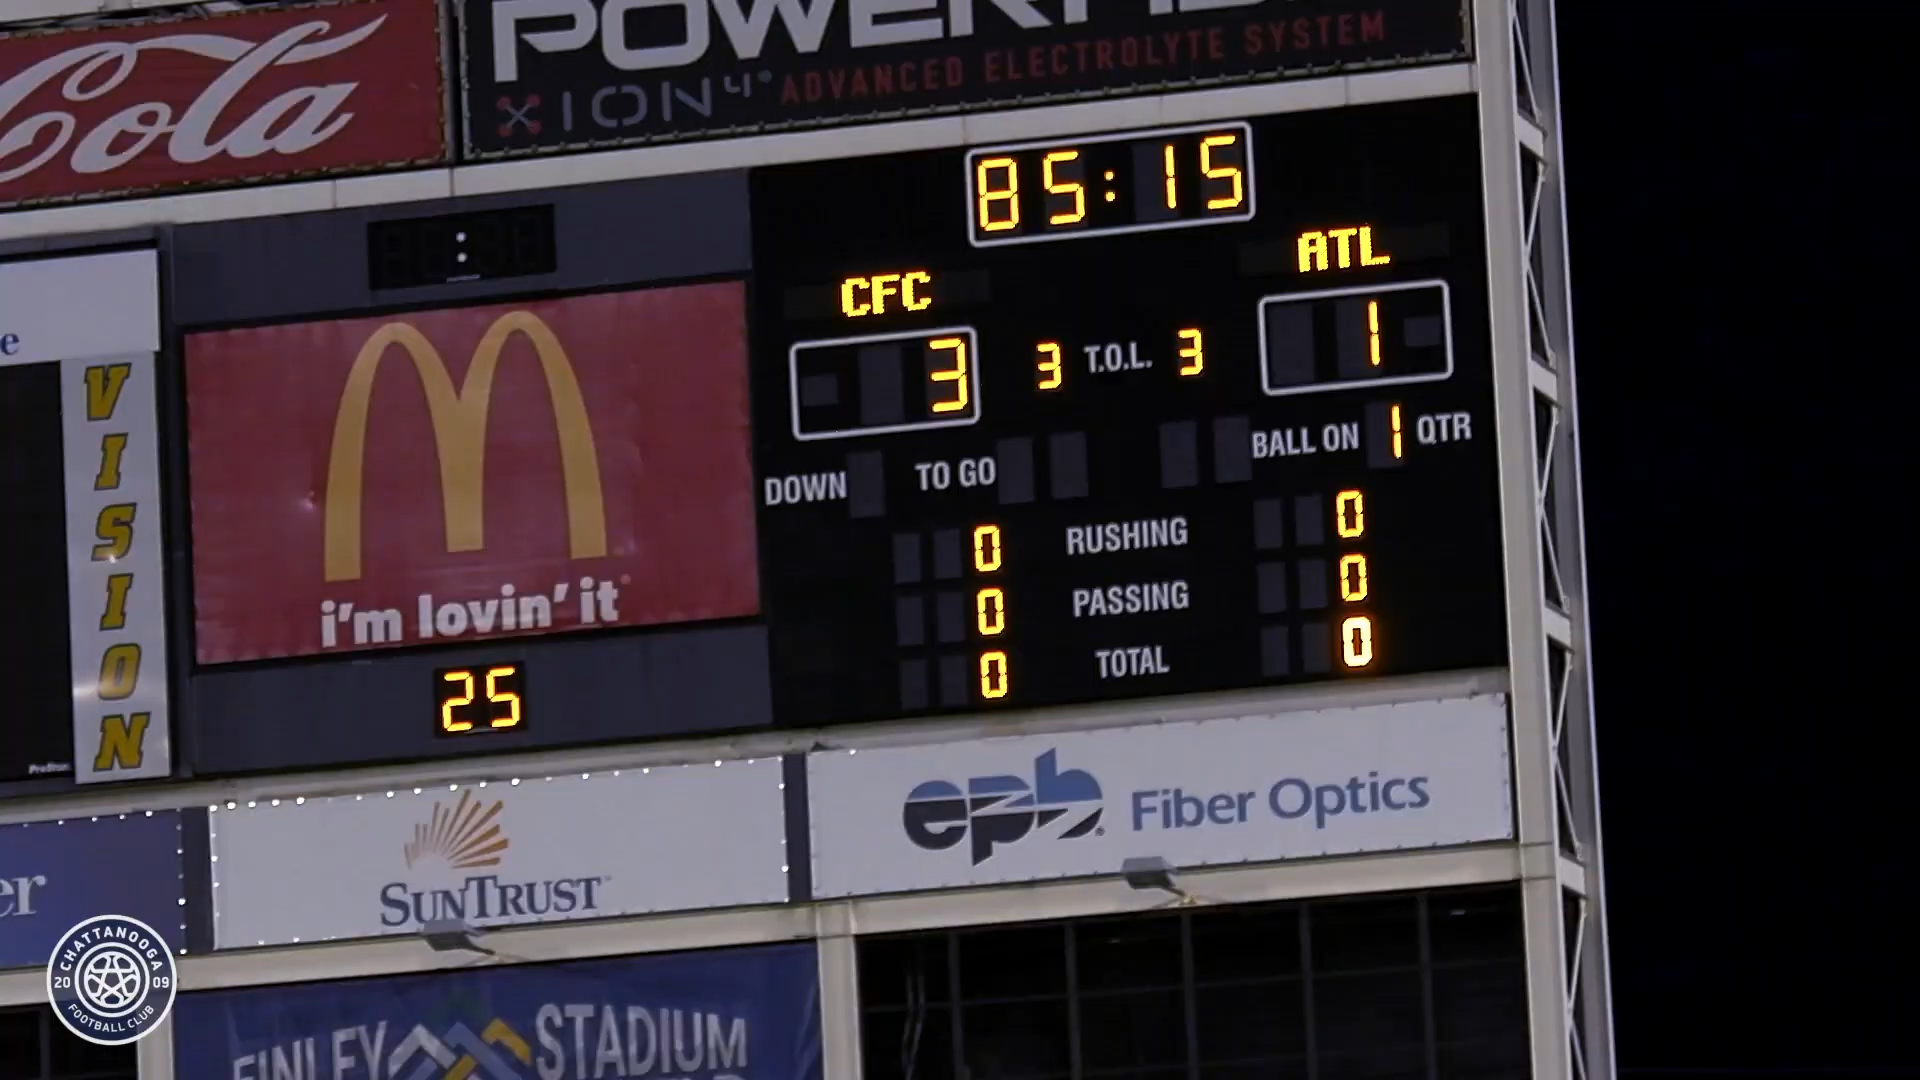 Cola
ION4® ADVANCED ELECTROLYTE SYSTEM
85:15
:
CFC
ATL
3
3 T.O.L. 3
1
DOWN TO GO BALL ON 1 QTR
0 RUSHING 0
0 PASSING 0
0 TOTAL 0
VISION
i'm lovin' it
25
SUNTRUST
epb Fiber Optics
FINLEY STADIUM
CHATTANOOGA
20 09
FOOTBALL CLUB